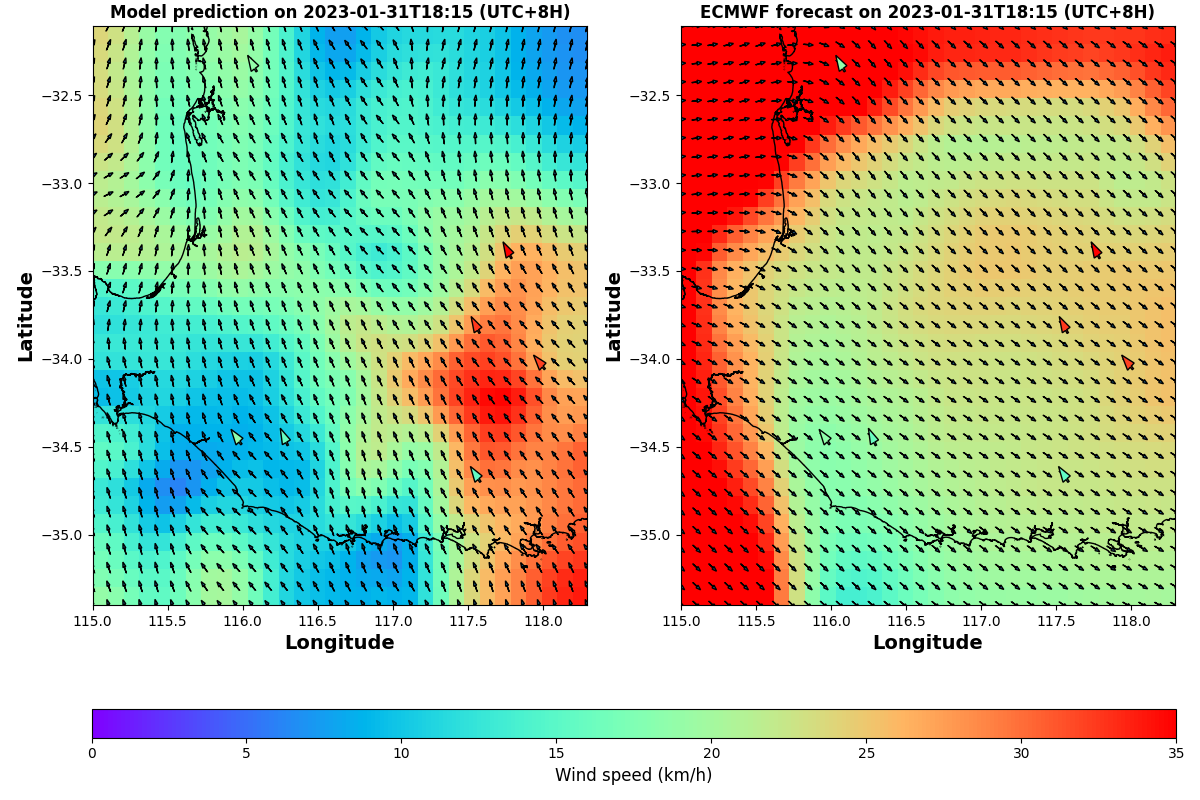 Model prediction on 2023-01-31T18:15 (UTC+8H)
ECMWF forecast on 2023-01-31T18:15 (UTC+8H)
−32.5
−33.0
−33.5
−34.0
−34.5
−35.0
Latitude
115.0 115.5 116.0 116.5 117.0 117.5 118.0
Longitude
−32.5
−33.0
−33.5
−34.0
−34.5
−35.0
Latitude
115.0 115.5 116.0 116.5 117.0 117.5 118.0
Longitude
0 5 10 15 20 25 30 35
Wind speed (km/h)